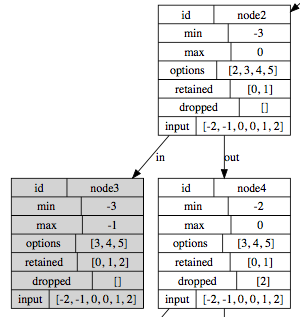 id node2
min -3
max 0
options [2, 3, 4, 5]
retained [0, 1]
dropped []
input [-2, -1, 0, 0, 1, 2]
in out
id node3
min -3
max -1
options [3, 4, 5]
retained [0, 1, 2]
dropped []
input [-2, -1, 0, 0, 1, 2]
id node4
min -2
max 0
options [3, 4, 5]
retained [0, 1]
dropped [2]
input [-2, -1, 0, 0, 1, 2]